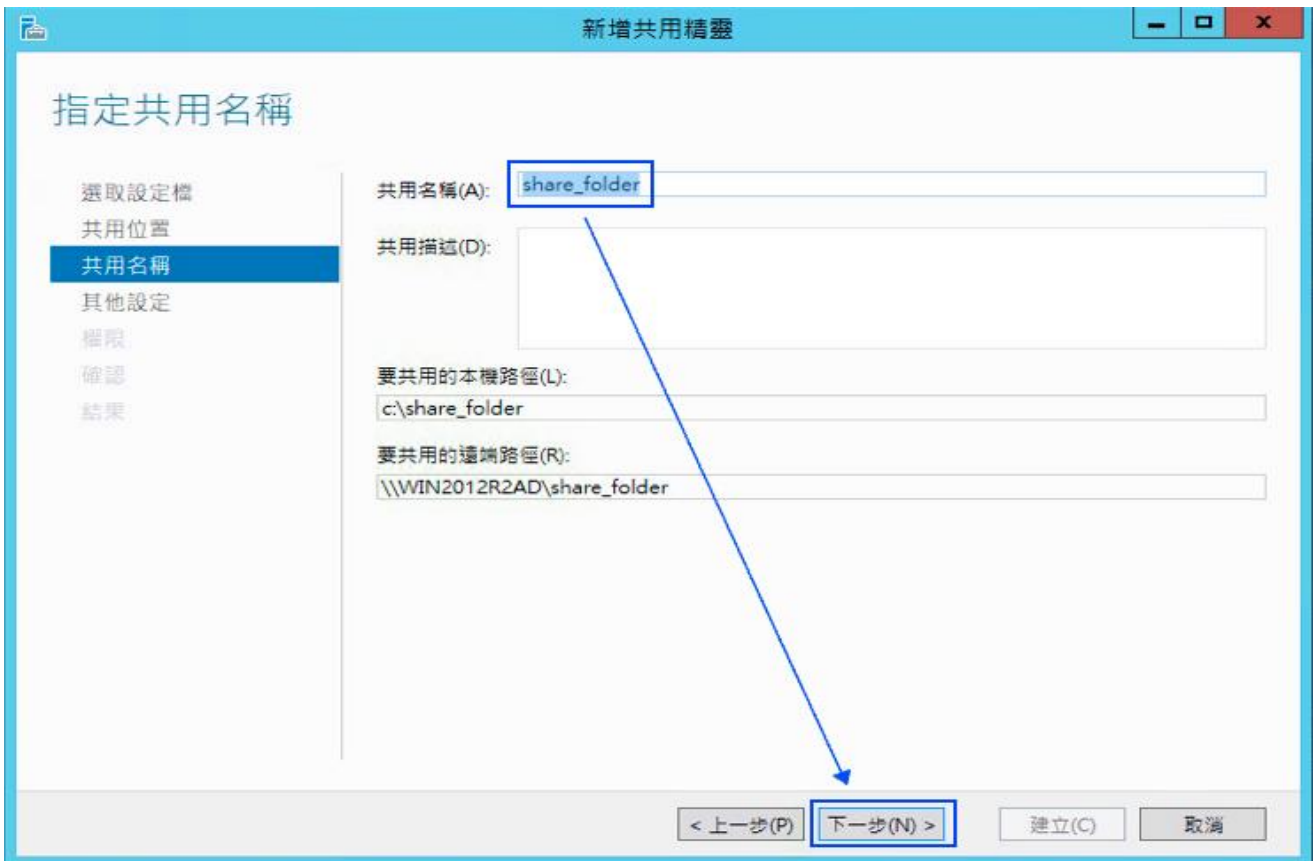 新增共用精靈
指定共用名稱
選取設定檔
共用位置
共用名稱
其他設定
權限
確認
結果
共用名稱(A): share_folder
共用描述(D):
要共用的本機路徑(L):
c:\share_folder
要共用的遠端路徑(R):
\\WIN2012R2AD\share_folder
< 上一步(P) 下一步(N) > 建立(C) 取消